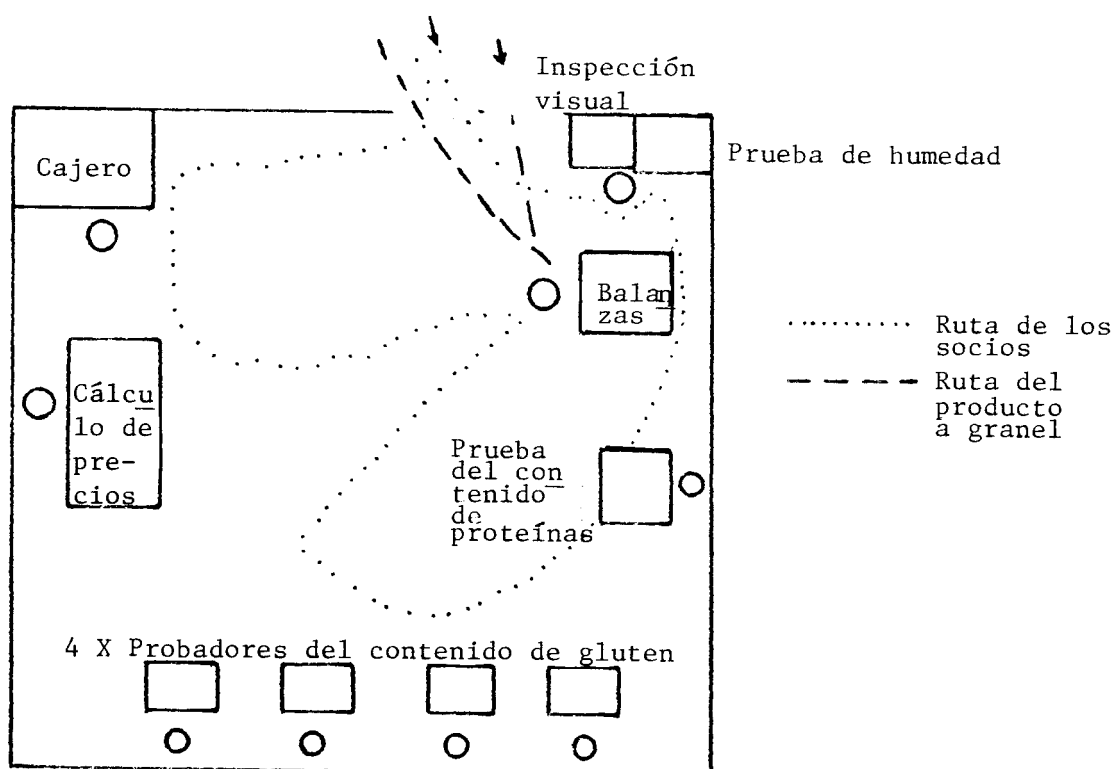 Inspección
visual
Prueba de humedad
Cajero
Balan
zas
Ruta de los
socios
Ruta del
producto
a granel
Cálcu
lo de
pre-
cios
Prueba
del con
tenido
de
proteínas
4 X Probadores del contenido de gluten